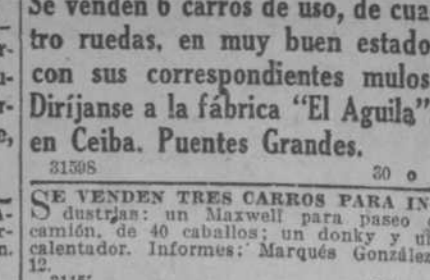 Se venden 6 carros de uso, de cua
tro ruedas, en muy buen estado
con sus correspondientes mulos
Diríjanse a la fábrica "El Aguila"
en Ceiba. Puentes Grandes.
31598 30 o
SE VENDEN TRES CARROS PARA IN
dustrias: un Maxwell para paseo o
camión, de 40 caballos; un donky y un
calentador. Informes: Marqués González
12.